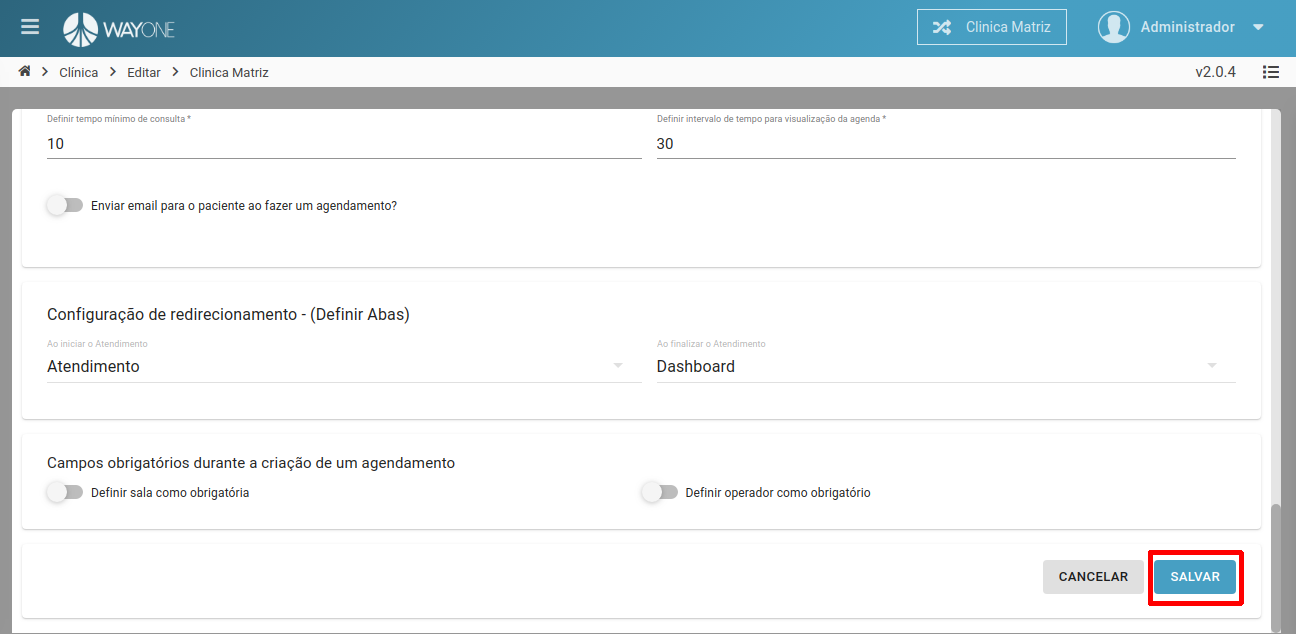 WAYONE
Clinica Matriz
Administrador
Clínica
Editar
Clinica Matriz
v2.0.4
Definir tempo mínimo de consulta *
Definir intervalo de tempo para visualização da agenda *
10
30
Enviar email para o paciente ao fazer um agendamento?
Configuração de redirecionamento - (Definir Abas)
Ao iniciar o Atendimento
Ao finalizar o Atendimento
Atendimento
Dashboard
Campos obrigatórios durante a criação de um agendamento
Definir sala como obrigatória
Definir operador como obrigatório
CANCELAR
SALVAR